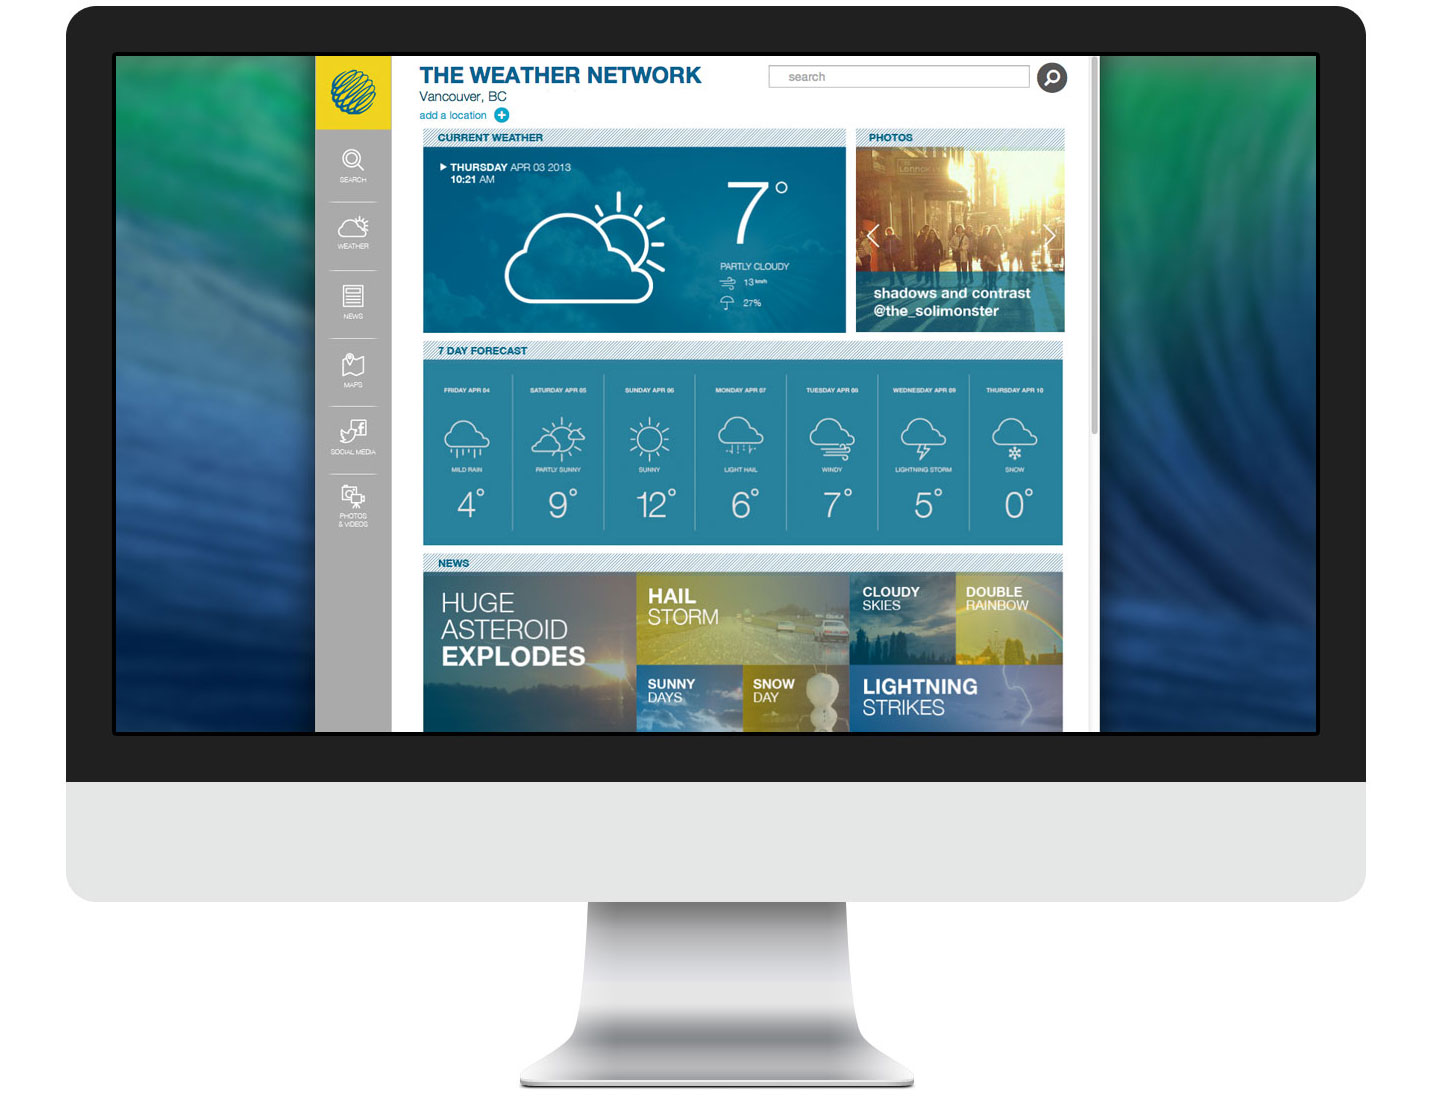 THE WEATHER NETWORK
Vancouver, BC
add a location
search
SEARCH
WEATHER
NEWS
MAPS
SOCIAL MEDIA
PHOTOS
& VIDEOS
CURRENT WEATHER
THURSDAY APR 03 2013
10:21 AM
7°
PARTLY CLOUDY
13 km/h
27%
PHOTOS
shadows and contrast
@the_solimonster
7 DAY FORECAST
FRIDAY APR 04
MILD RAIN
4°
SATURDAY APR 05
PARTLY SUNNY
9°
SUNDAY APR 06
SUNNY
12°
MONDAY APR 07
LIGHT HAIL
6°
TUESDAY APR 08
WINDY
7°
WEDNESDAY APR 09
LIGHTNING STORM
5°
THURSDAY APR 10
SNOW
0°
NEWS
HUGE
ASTEROID
EXPLODES
HAIL
STORM
CLOUDY
SKIES
DOUBLE
RAINBOW
SUNNY
DAYS
SNOW
DAY
LIGHTNING
STRIKES